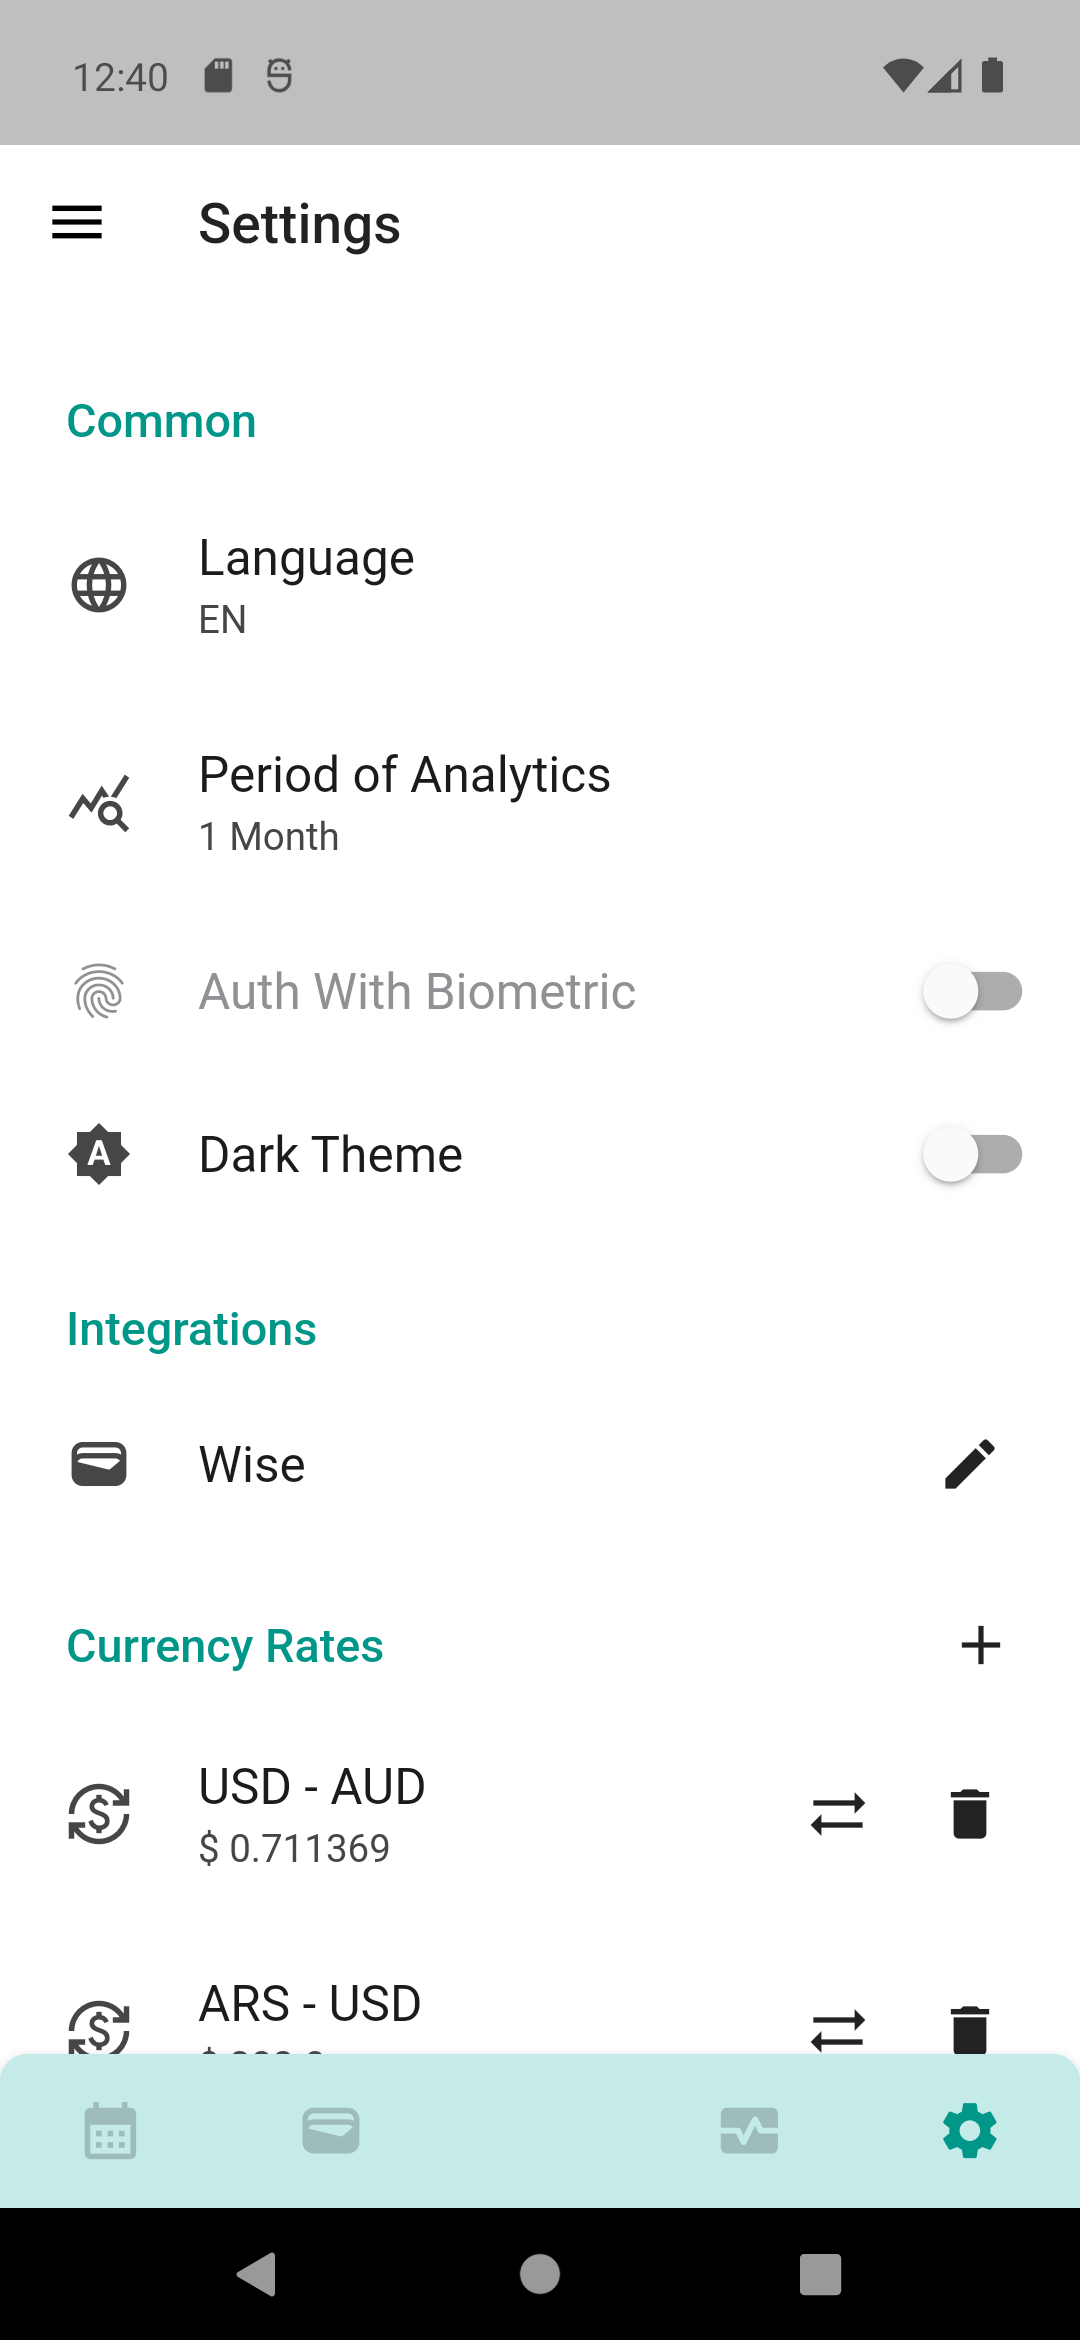 12:40
Settings
Common
Language
EN
Period of Analytics
1 Month
Auth With Biometric
Dark Theme
Integrations
Wise
Currency Rates
USD - AUD
$ 0.711369
ARS - USD